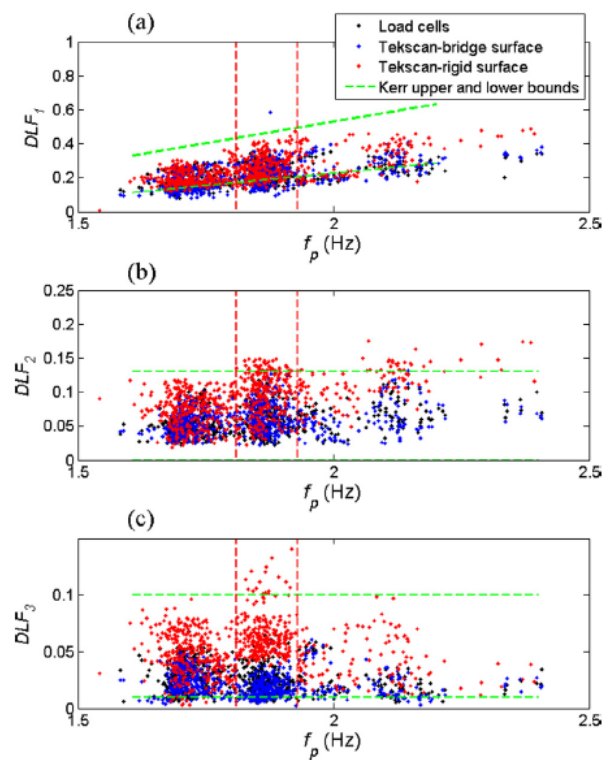 (a)
1
0.8
0.6
0.4
0.2
0
DLF1
1.5
2
2.5
fp (Hz)
Load cells
Tekscan-bridge surface
Tekscan-rigid surface
Kerr upper and lower bounds
(b)
0.25
0.2
0.15
0.1
0.05
0
DLF2
1.5
2
2.5
fp (Hz)
(c)
0.1
0.05
0
DLF3
1.5
2
2.5
fp (Hz)